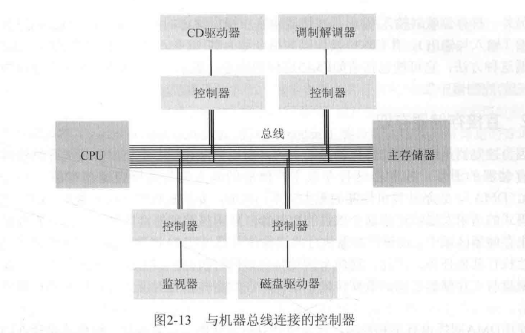 CD驱动器
调制解调器
控制器
控制器
总线
CPU
主存储器
控制器
控制器
监视器
磁盘驱动器
图2-13 与机器总线连接的控制器